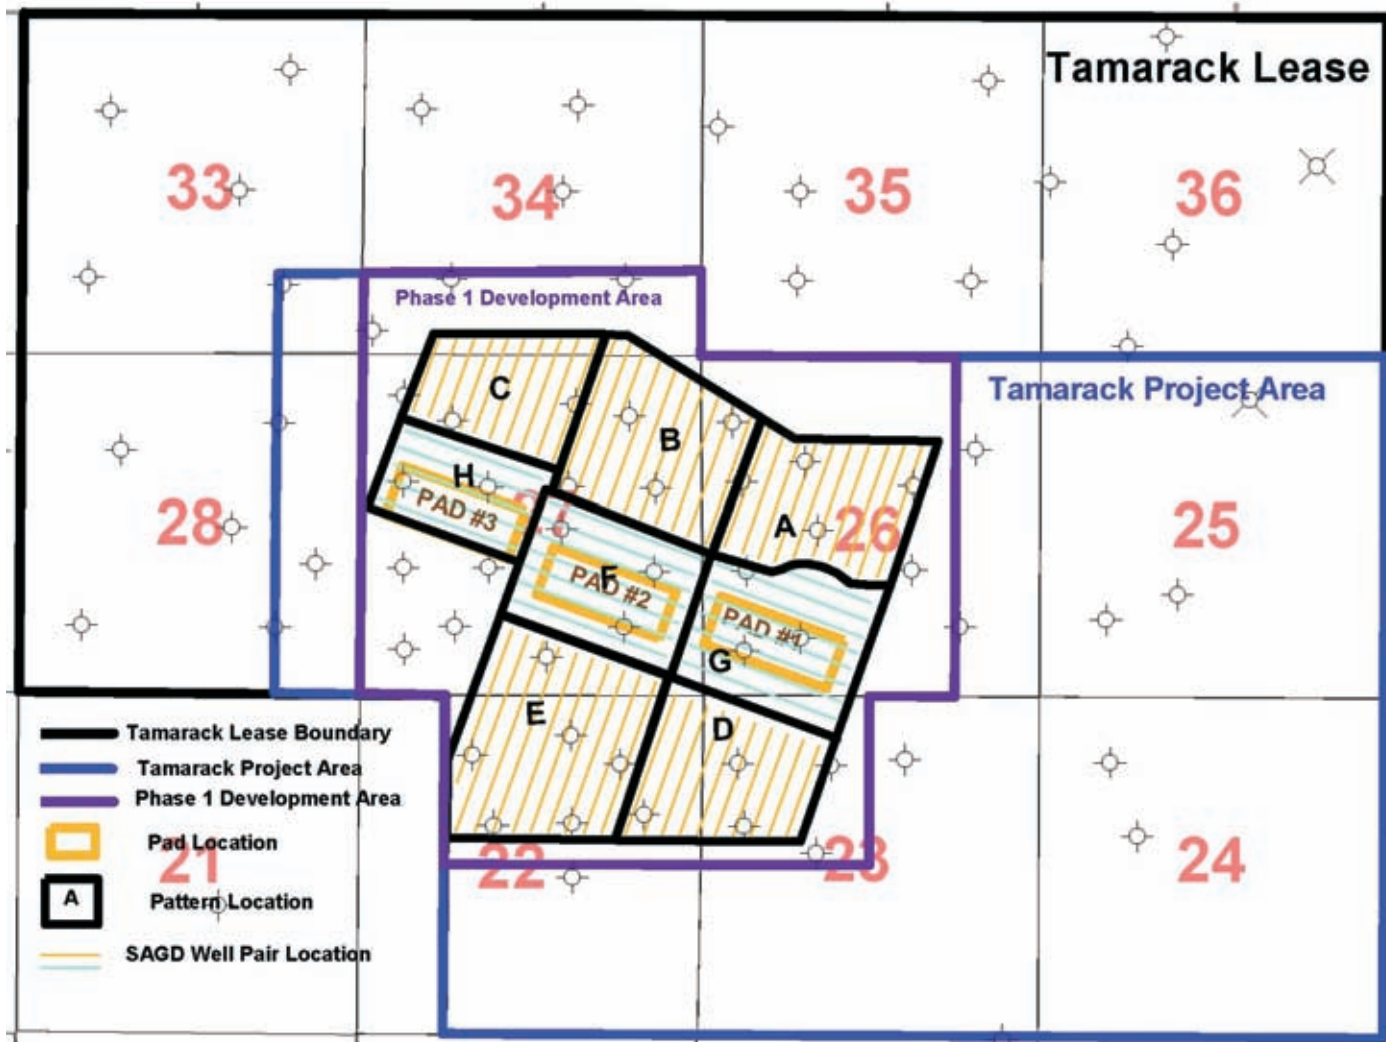 Tamarack Lease
33
34
35
36
Phase 1 Development Area
Tamarack Project Area
C
B
H
PAD #3
28
A
26
25
F
PAD #2
PAD #1
G
E
D
Tamarack Lease Boundary
Tamarack Project Area
Phase 1 Development Area
Pad Location
21
22
23
24
A
Pattern Location
SAGD Well Pair Location